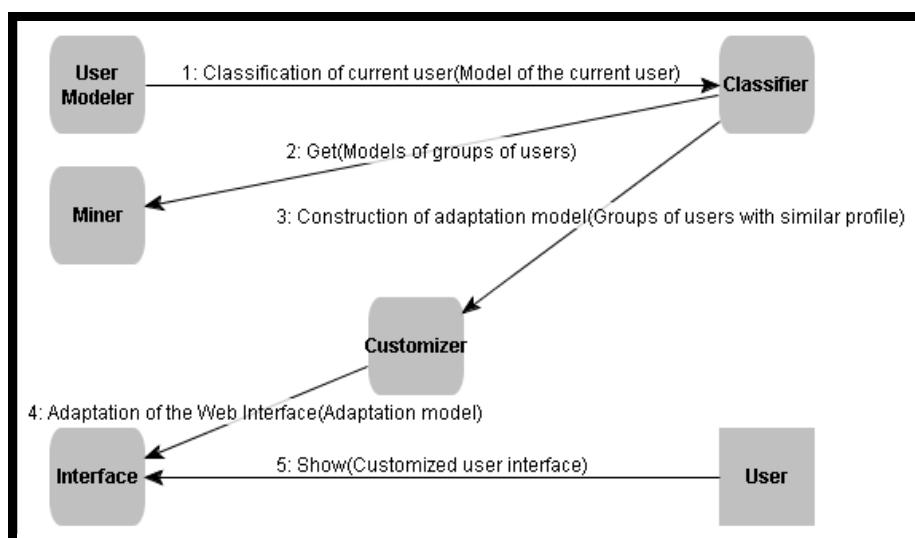 User
Modeler
1: Classification of current user(Model of the current user)
Classifier
2: Get(Models of groups of users)
Miner
3: Construction of adaptation model(Groups of users with similar profile)
Customizer
4: Adaptation of the Web Interface(Adaptation model)
Interface
5: Show(Customized user interface)
User